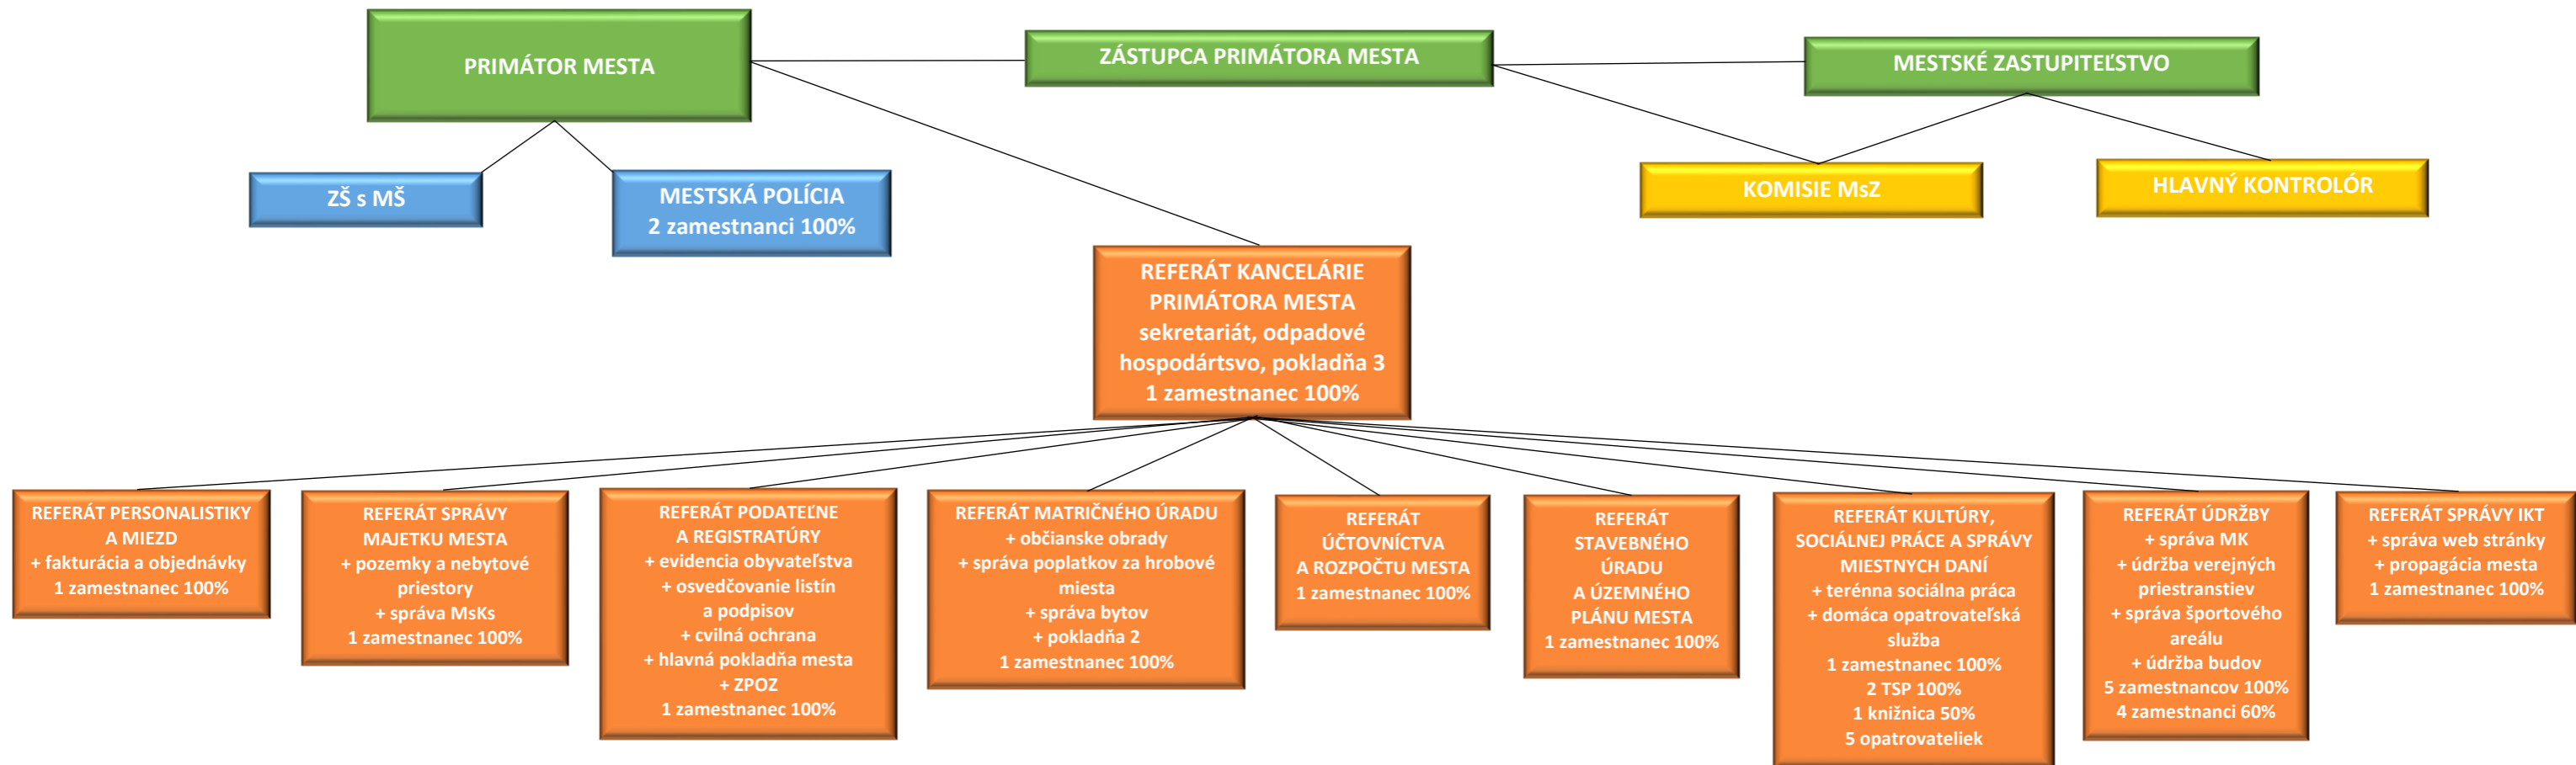 PRIMÁTOR MESTA
ZÁSTUPCA PRIMÁTORA MESTA
MESTSKÉ ZASTUPITEĽSTVO
ZŠ s MŠ
MESTSKÁ POLÍCIA
2 zamestnanci 100%
KOMISIE MsZ
HLAVNÝ KONTROLÓR
REFERÁT KANCELÁRIE
PRIMÁTORA MESTA
sekretariát, odpadové
hospodártsvo, pokladňa 3
1 zamestnanec 100%
REFERÁT PERSONALISTIKY
A MIEZD
+ fakturácia a objednávky
1 zamestnanec 100%
REFERÁT SPRÁVY
MAJETKU MESTA
+ pozemky a nebytové
priestory
+ správa MsKs
1 zamestnanec 100%
REFERÁT PODATEĽNE
A REGISTRATÚRY
+ evidencia obyvateľstva
+ osvedčovanie listín
a podpisov
+ cvilná ochrana
+ hlavná pokladňa mesta
+ ZPOZ
1 zamestnanec 100%
REFERÁT MATRIČNÉHO ÚRADU
+ občianske obrady
+ správa poplatkov za hrobové
miesta
+ správa bytov
+ pokladňa 2
1 zamestnanec 100%
REFERÁT
ÚČTOVNÍCTVA
A ROZPOČTU MESTA
1 zamestnanec 100%
REFERÁT
STAVEBNÉHO
ÚRADU
A ÚZEMNÉHO
PLÁNU MESTA
1 zamestnanec 100%
REFERÁT KULTÚRY,
SOCIÁLNEJ PRÁCE A SPRÁVY
MIESTNYCH DANÍ
+ terénna sociálna práca
+ domáca opatrovateľská
služba
1 zamestnanec 100%
2 TSP 100%
1 knižnica 50%
5 opatrovateliek
REFERÁT ÚDRŽBY
+ správa MK
+ údržba verejných
priestranstiev
+ správa športového
areálu
+ údržba budov
5 zamestnancov 100%
4 zamestnanci 60%
REFERÁT SPRÁVY IKT
+ správa web stránky
+ propagácia mesta
1 zamestnanec 100%